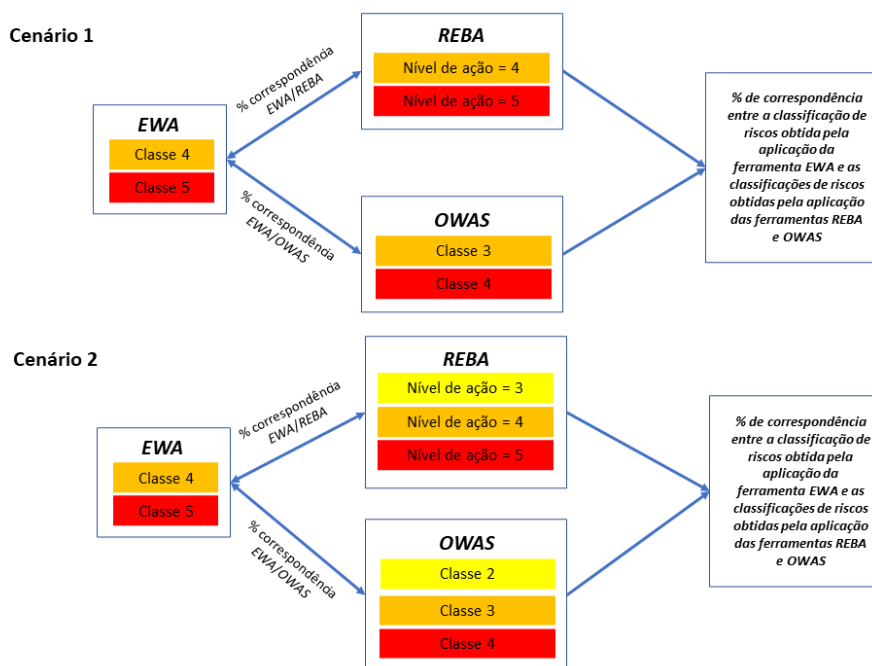 Cenário 1
REBA
Nível de ação = 4
Nível de ação = 5
% correspondência
EWA/REBA
EWA
Classe 4
Classe 5
% correspondência
EWA/OWAS
OWAS
Classe 3
Classe 4
% de correspondência
entre a classificação de
riscos obtida pela
aplicação da
ferramenta EWA e as
classificações de riscos
obtidas pela aplicação
das ferramentas REBA
e OWAS
Cenário 2
REBA
Nível de ação = 3
Nível de ação = 4
Nível de ação = 5
% correspondência
EWA/REBA
EWA
Classe 4
Classe 5
% correspondência
EWA/OWAS
OWAS
Classe 2
Classe 3
Classe 4
% de correspondência
entre a classificação de
riscos obtida pela
aplicação da
ferramenta EWA e as
classificações de riscos
obtidas pela aplicação
das ferramentas REBA
e OWAS